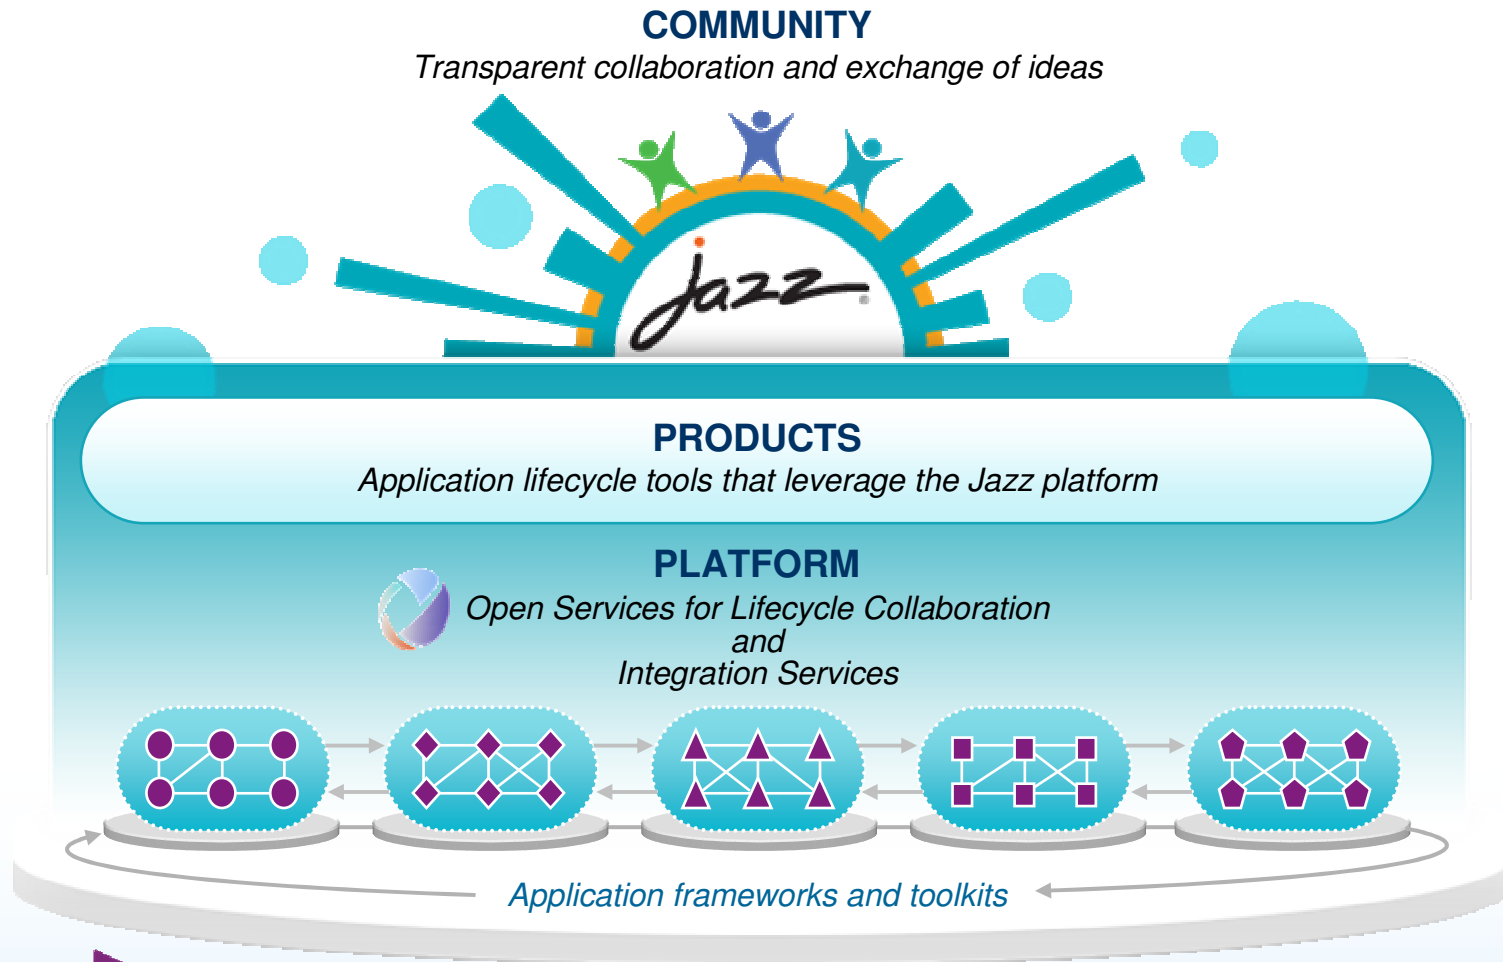 COMMUNITY
Transparent collaboration and exchange of ideas
jazz
PRODUCTS
Application lifecycle tools that leverage the Jazz platform
PLATFORM
Open Services for Lifecycle Collaboration
and
Integration Services
Application frameworks and toolkits